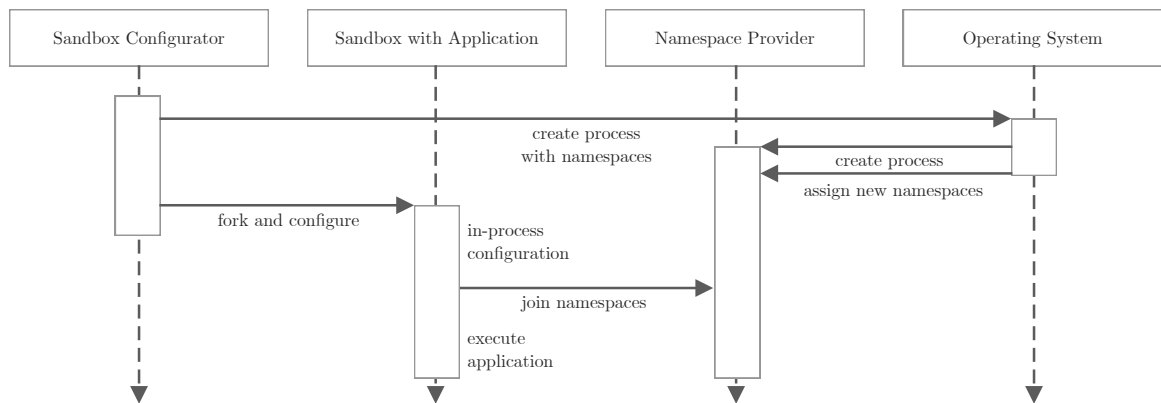 Sandbox Configurator
Sandbox with Application
Namespace Provider
Operating System
create process
with namespaces
create process
assign new namespaces
fork and configure
in-process
configuration
join namespaces
execute
application